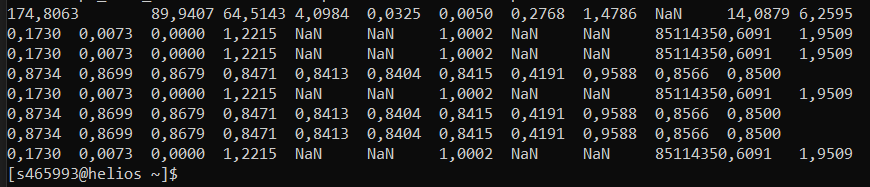 174,8063 89,9407 64,5143 4,0984 0,0325 0,0050 0,2768 1,4786 NaN 14,0879 6,2595
0,1730 0,0073 0,0000 1,2215 NaN NaN 1,0002 NaN NaN 85114350,6091 1,9509
0,1730 0,0073 0,0000 1,2215 NaN NaN 1,0002 NaN NaN 85114350,6091 1,9509
0,8734 0,8699 0,8679 0,8471 0,8413 0,8404 0,8415 0,4191 0,9588 0,8566 0,8500
0,1730 0,0073 0,0000 1,2215 NaN NaN 1,0002 NaN NaN 85114350,6091 1,9509
0,8734 0,8699 0,8679 0,8471 0,8413 0,8404 0,8415 0,4191 0,9588 0,8566 0,8500
0,8734 0,8699 0,8679 0,8471 0,8413 0,8404 0,8415 0,4191 0,9588 0,8566 0,8500
0,1730 0,0073 0,0000 1,2215 NaN NaN 1,0002 NaN NaN 85114350,6091 1,9509
[s465993@helios ~]$